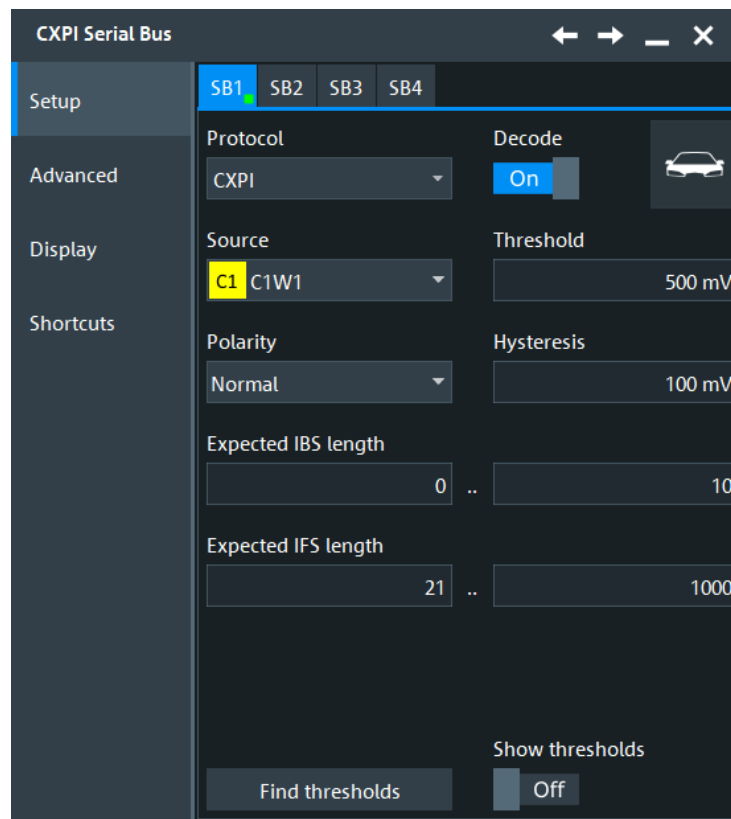 CXPI Serial Bus
Setup
Advanced
Display
Shortcuts
SB1 SB2 SB3 SB4
Protocol Decode
CXPI On
Source Threshold
C1 C1W1 500 mV
Polarity Hysteresis
Normal 100 mV
Expected IBS length
0 .. 10
Expected IFS length
21 .. 1000
Show thresholds
Find thresholds Off